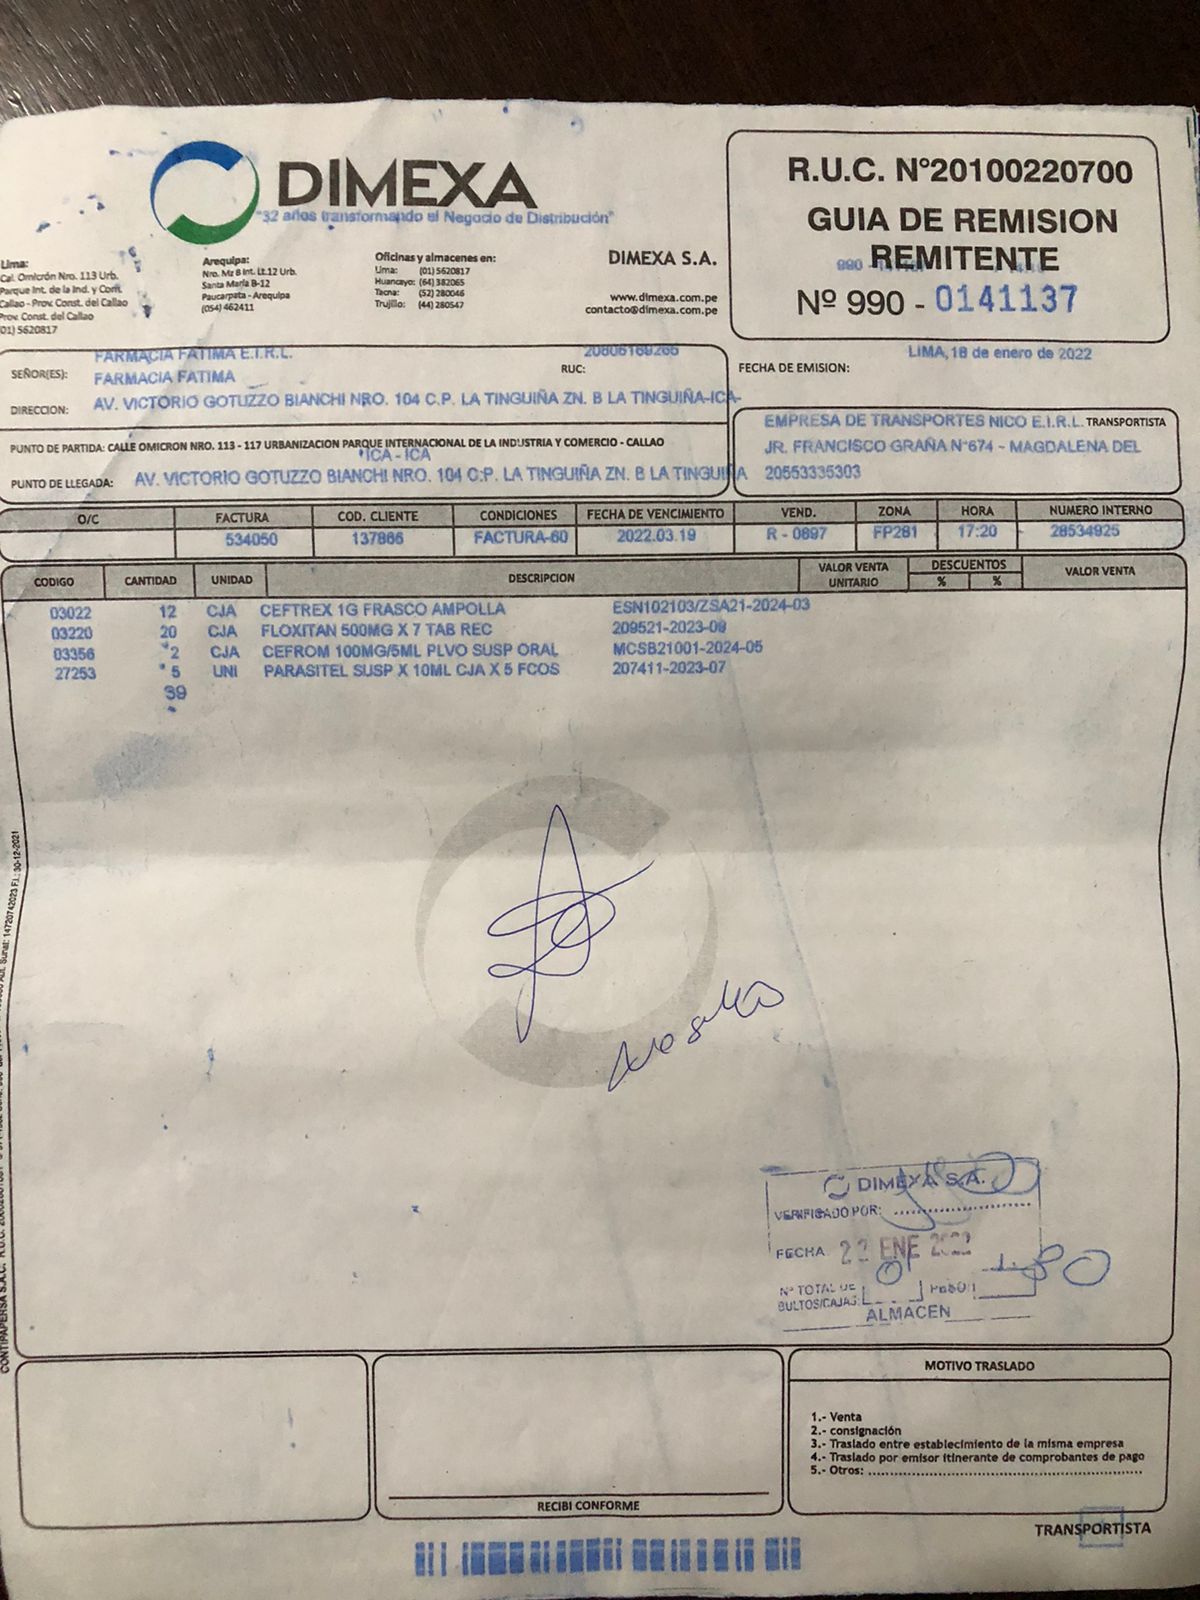 DIMEXA
"32 años transformando el Negocio de Distribución"
R.U.C. N°20100220700
GUIA DE REMISION
REMITENTE
Nº 990 - 0141137
Lima:
Cal. Omicrón Nro. 113 Urb.
Parque Int. de la Ind. y Com.
Callao - Prov. Const. del Callao
Prov. Const. del Callao
01) 5620817
Arequipa:
Nro. Mz 8 Int. Lt.12 Urb.
Santa María B-12
Paucarpata - Arequipa
(054) 462411
Oficinas y almacenes en:
Lima: (01) 5620817
Huancayo: (64) 382065
Tacna: (52) 280046
Trujillo: (44) 280547
DIMEXA S.A.
www.dimexa.com.pe
contacto@dimexa.com.pe
FARMACIA FATIMA E.I.R.L.
SEÑOR(ES): FARMACIA FATIMA
RUC: 20606169265
DIRECCION: AV. VICTORIO GOTUZZO BIANCHI NRO. 104 C.P. LA TINGUIÑA ZN. B LA TINGUIÑA-ICA-
LIMA, 18 de enero de 2022
FECHA DE EMISION:
PUNTO DE PARTIDA: CALLE OMICRON NRO. 113 - 117 URBANIZACION PARQUE INTERNACIONAL DE LA INDUSTRIA Y COMERCIO - CALLAO
ICA - ICA
PUNTO DE LLEGADA: AV. VICTORIO GOTUZZO BIANCHI NRO. 104 C.P. LA TINGUIÑA ZN. B LA TINGUIÑA
EMPRESA DE TRANSPORTES NICO E.I.R.L. TRANSPORTISTA
JR. FRANCISCO GRAÑA N°674 - MAGDALENA DEL
20553335303
O/C FACTURA COD. CLIENTE CONDICIONES FECHA DE VENCIMIENTO VEND. ZONA HORA NUMERO INTERNO
534050 137866 FACTURA-60 2022.03.19 R - 0897 FP281 17:20 28534925
CODIGO CANTIDAD UNIDAD DESCRIPCION VALOR VENTA UNITARIO DESCUENTOS % % VALOR VENTA
03022 12 CJA CEFTREX 1G FRASCO AMPOLLA ESN102103/ZSA21-2024-03
03220 20 CJA FLOXITAN 500MG X 7 TAB REC 209521-2023-09
03356 2 CJA CEFROM 100MG/5ML PLVO SUSP ORAL MCSB21001-2024-05
27253 5 UNI PARASITEL SUSP X 10ML CJA X 5 FCOS 207411-2023-07
39
DIMEXA S.A.
VERIFICADO POR:
FECHA 22 ENE 2022
Nº TOTAL DE
BULTOS/CAJAS:
ALMACEN
MOTIVO TRASLADO
1.- Venta
2.- consignación
3.- Traslado entre establecimiento de la misma empresa
4.- Traslado por emisor itinerante de comprobantes de pago
5.- Otros:
RECIBI CONFORME
TRANSPORTISTA